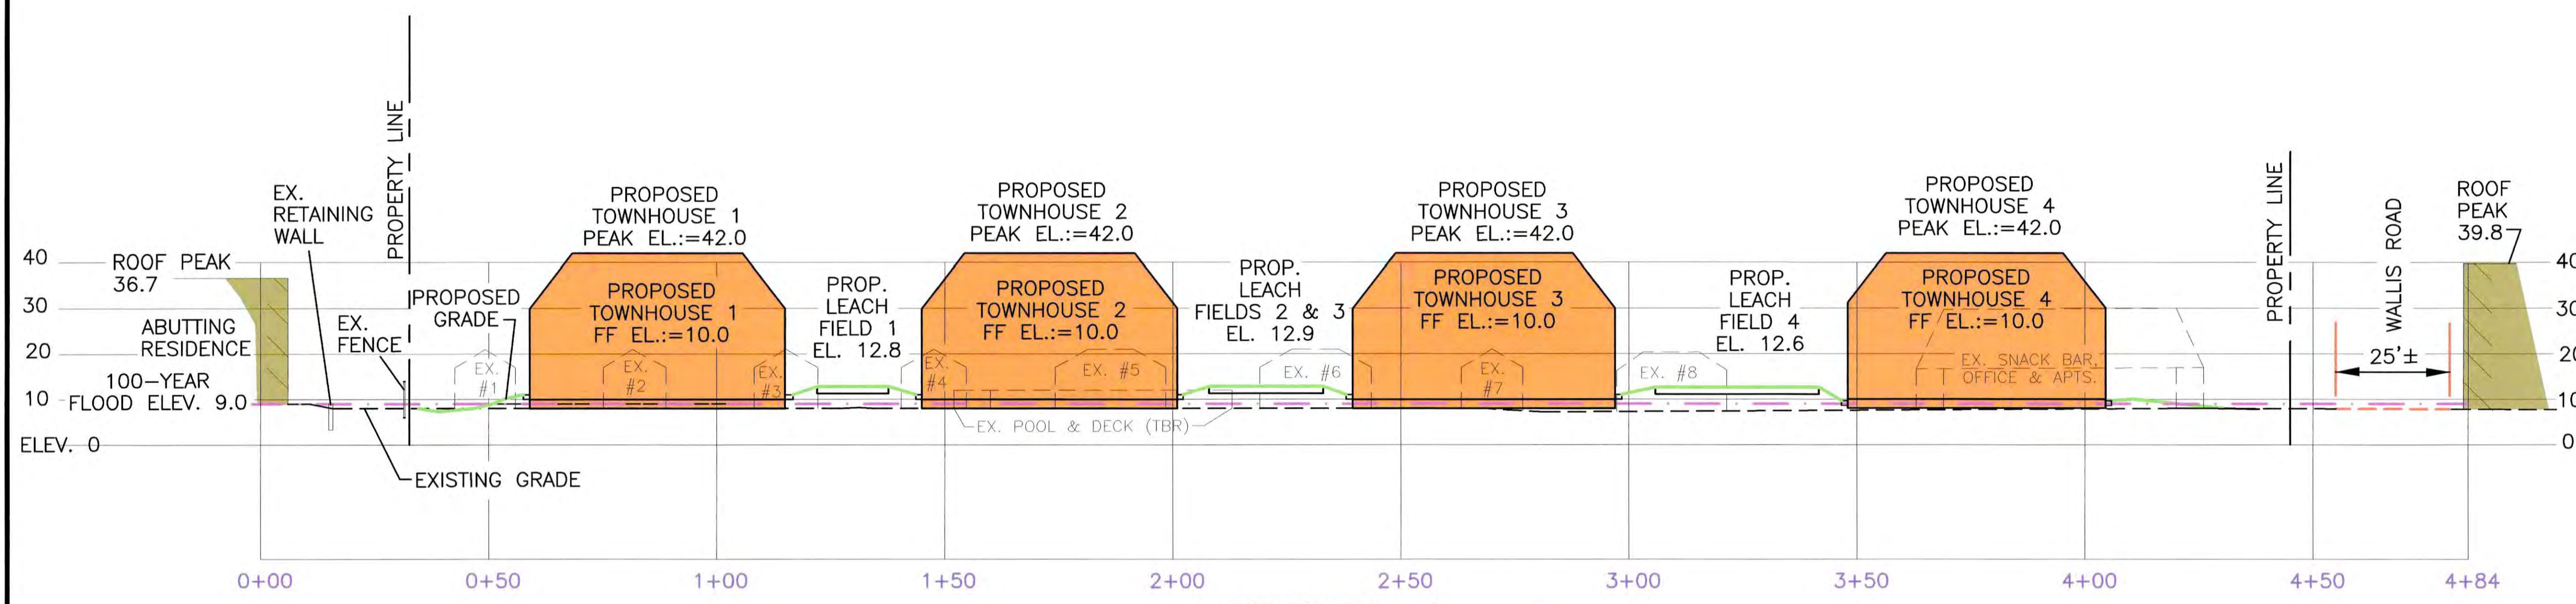 PROPERTY LINE
EX.
RETAINING
WALL
PROPOSED
TOWNHOUSE 1
PEAK EL.:=42.0
PROPOSED
TOWNHOUSE 2
PEAK EL.:=42.0
PROPOSED
TOWNHOUSE 3
PEAK EL.:=42.0
PROPOSED
TOWNHOUSE 4
PEAK EL.:=42.0
PROPERTY LINE
WALLIS ROAD
ROOF
PEAK
39.8
40
30
20
10
ELEV. 0
ROOF PEAK
36.7
ABUTTING
RESIDENCE
100-YEAR
FLOOD ELEV. 9.0
EX.
FENCE
PROPOSED
GRADE
EXISTING GRADE
EX.
#1
PROPOSED
TOWNHOUSE 1
FF EL.:=10.0
EX.
#2
EX.
#3
PROP.
LEACH
FIELD 1
EL. 12.8
EX.
#4
PROPOSED
TOWNHOUSE 2
FF EL.:=10.0
EX. #5
EX. POOL & DECK (TBR)
PROP.
LEACH
FIELDS 2 & 3
EL. 12.9
EX. #6
PROPOSED
TOWNHOUSE 3
FF EL.:=10.0
EX.
#7
EX. #8
PROP.
LEACH
FIELD 4
EL. 12.6
PROPOSED
TOWNHOUSE 4
FF EL.:=10.0
EX. SNACK BAR,
OFFICE & APTS.
25'±
40
30
20
10
0
0+00
0+50
1+00
1+50
2+00
2+50
3+00
3+50
4+00
4+50
4+84